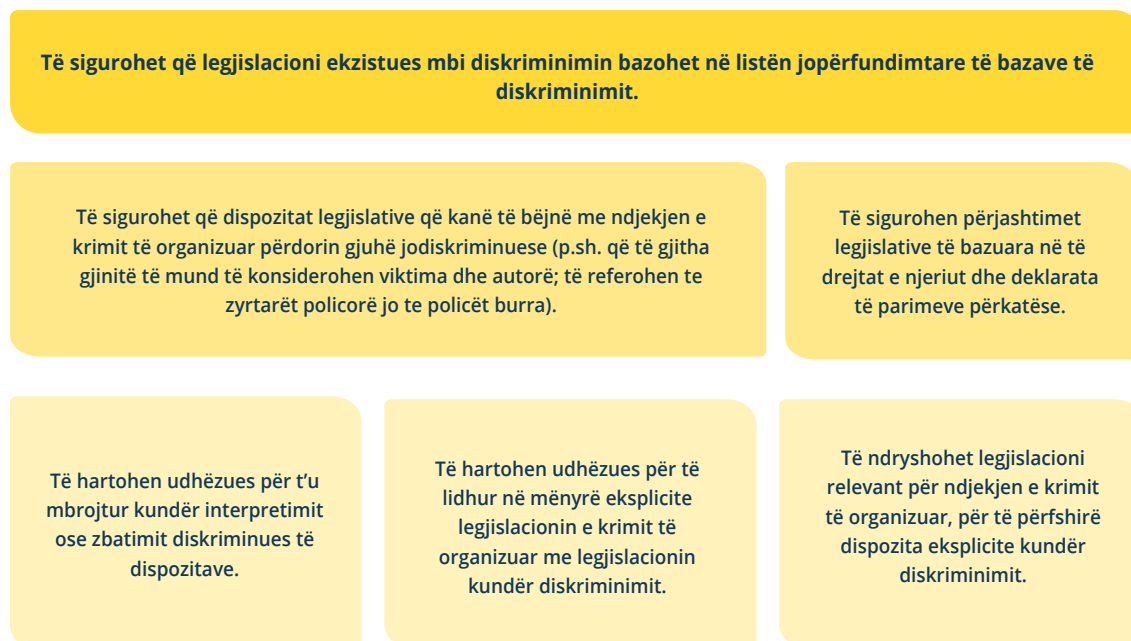 Të sigurohet që legjislacioni ekzistues mbi diskriminimin bazohet në listën jopërfundimtare të bazave të
diskriminimit.
Të sigurohet që dispozitat legjislative që kanë të bëjnë me ndjekjen e
krimit të organizuar përdorin gjuhë jodiskriminuese (p.sh. që të gjitha
gjinitë të mund të konsiderohen viktima dhe autorë; të referohen te
zyrtarët policorë jo te policët burra).
Të sigurohen përjashtimet
legjislative të bazuara në të
drejtat e njeriut dhe deklarata
të parimeve përkatëse.
Të hartohen udhëzues për t’u
mbrojtur kundër interpretimit
ose zbatimit diskriminues të
dispozitave.
Të hartohen udhëzues për të
lidhur në mënyrë eksplicite
legjislacionin e krimit të
organizuar me legjislacionin
kundër diskriminimit.
Të ndryshohet legjislacioni
relevant për ndjekjen e krimit
të organizuar, për të përfshirë
dispozita eksplicite kundër
diskriminimit.